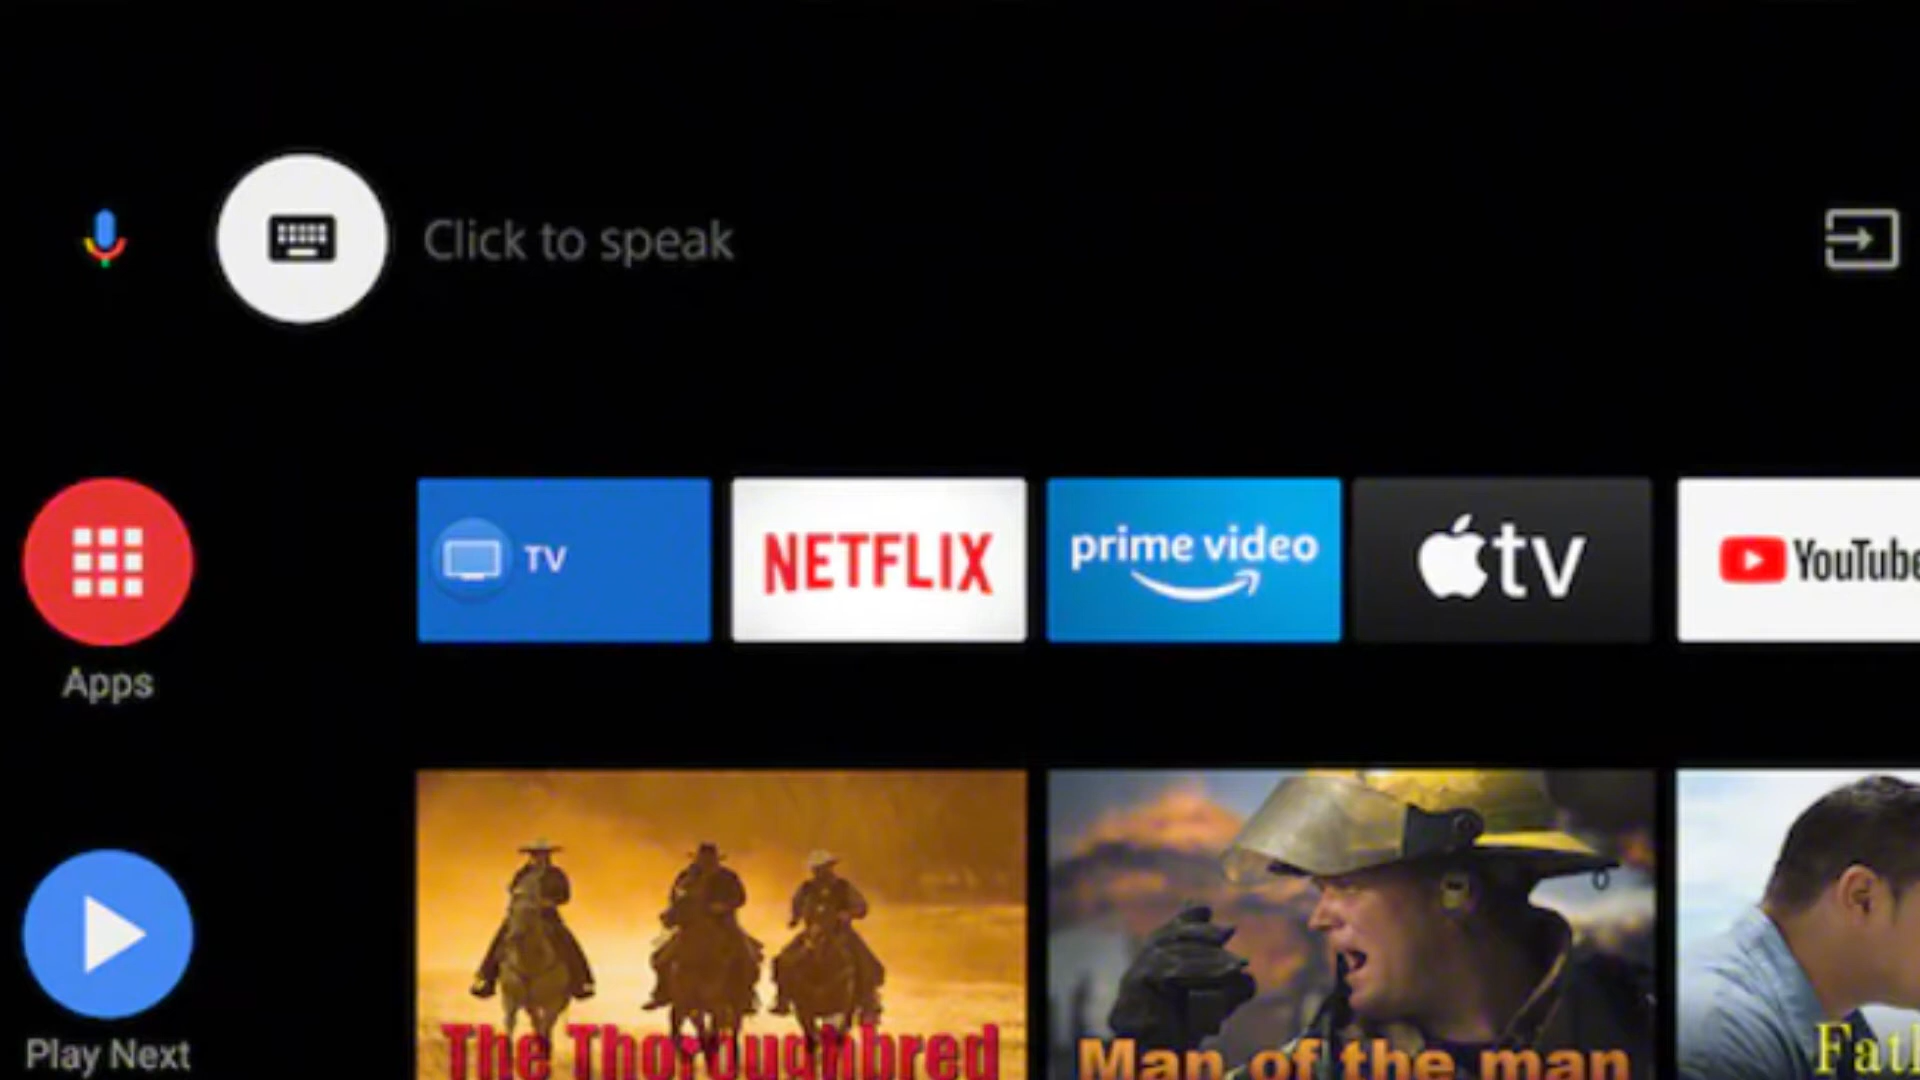 Click to speak
TV
NETFLIX
prime video
tv
YouTube
Apps
The Thoroughbred
Man of the man
Play Next